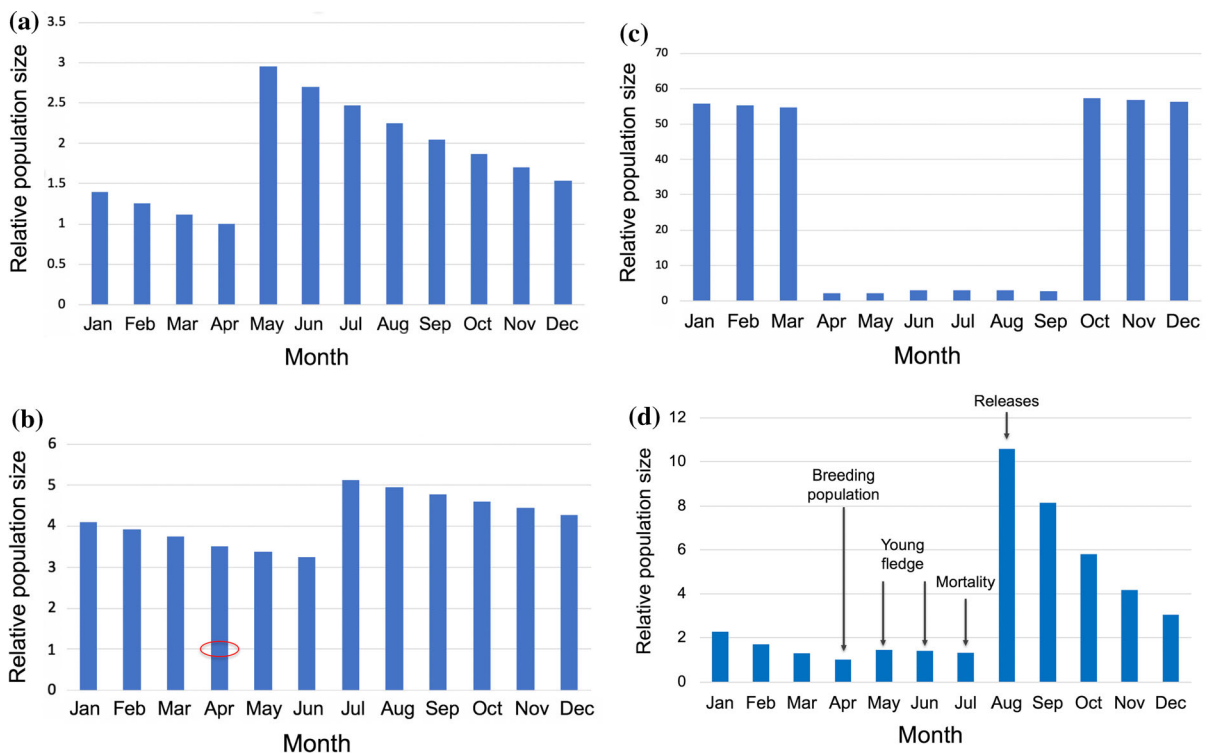 (a)
Relative population size
3.5
3
2.5
2
1.5
1
0.5
0
Jan Feb Mar Apr May Jun Jul Aug Sep Oct Nov Dec
Month
(b)
Relative population size
6
5
4
3
2
1
0
Jan Feb Mar Apr May Jun Jul Aug Sep Oct Nov Dec
Month
(c)
Relative population size
70
60
50
40
30
20
10
0
Jan Feb Mar Apr May Jun Jul Aug Sep Oct Nov Dec
Month
(d)
Relative population size
12
10
8
6
4
2
0
Releases
Breeding
population
Young
fledge
Mortality
Jan Feb Mar Apr May Jun Jul Aug Sep Oct Nov Dec
Month